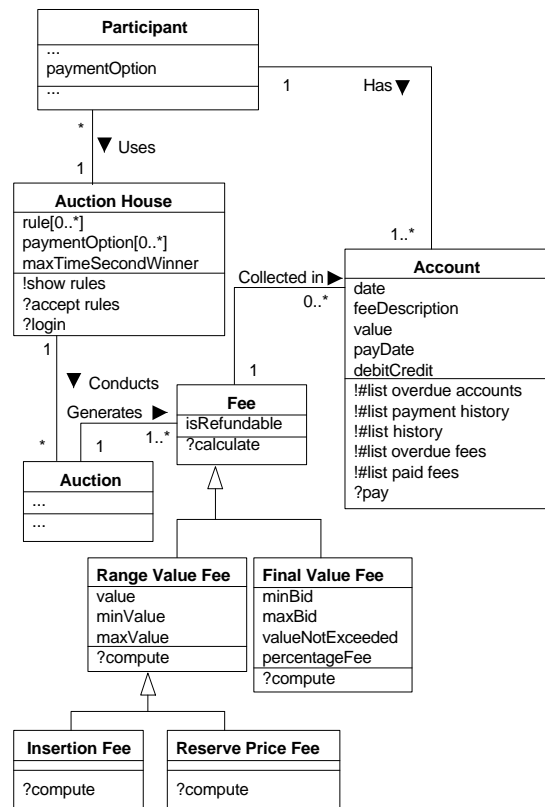 Participant
...
paymentOption
...
1
Has ▼
*
▼ Uses
1
Auction House
rule[0..*]
paymentOption[0..*]
maxTimeSecondWinner
!show rules
?accept rules
?login
1..*
Account
date
feeDescription
value
payDate
debitCredit
!#list overdue accounts
!#list payment history
!#list history
!#list overdue fees
!#list paid fees
?pay
Collected in ▶
0..*
1
1
▼ Conducts
Generates ▶
*
1
1..*
Fee
isRefundable
?calculate
Auction
...
...
Range Value Fee
value
minValue
maxValue
?compute
Final Value Fee
minBid
maxBid
valueNotExceeded
percentageFee
?compute
Insertion Fee
?compute
Reserve Price Fee
?compute